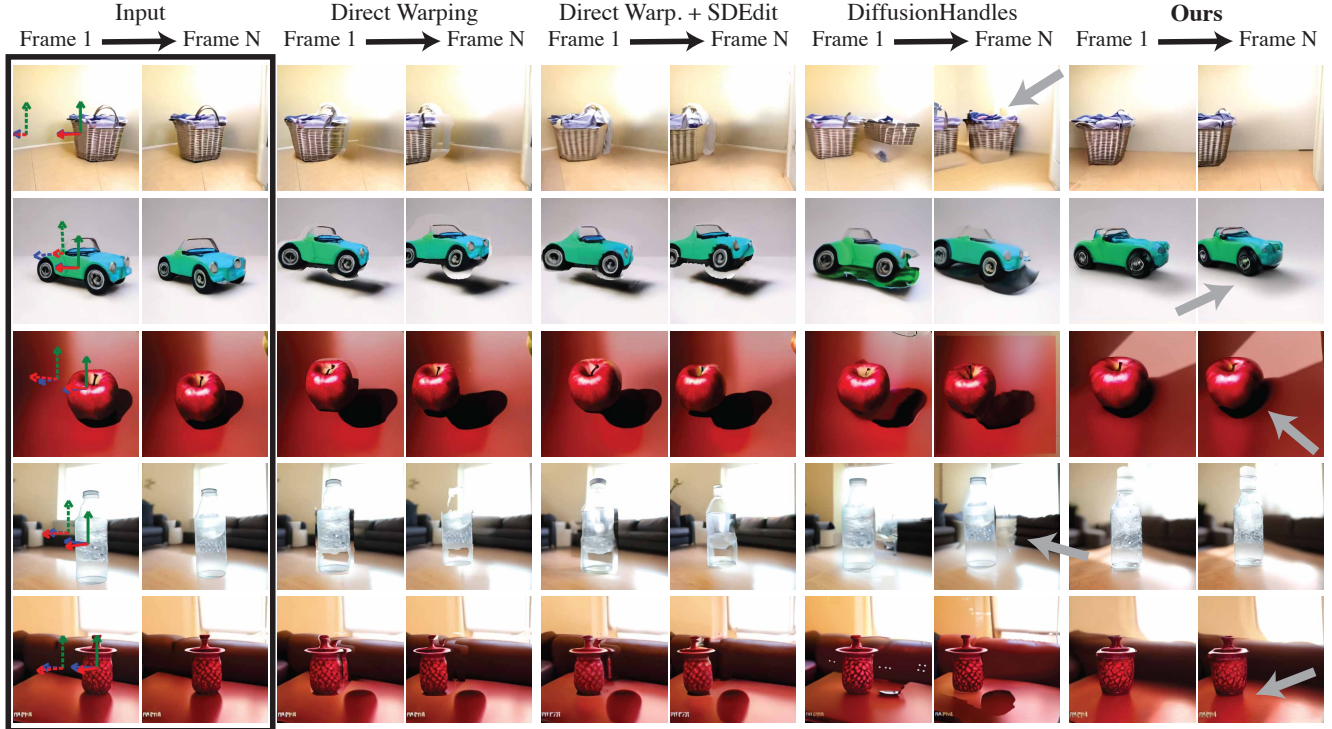 Input Direct Warping Direct Warp. + SDEdit DiffusionHandles Ours
Frame 1 Frame N Frame 1 Frame N Frame 1 Frame N Frame 1 Frame N Frame 1 Frame N